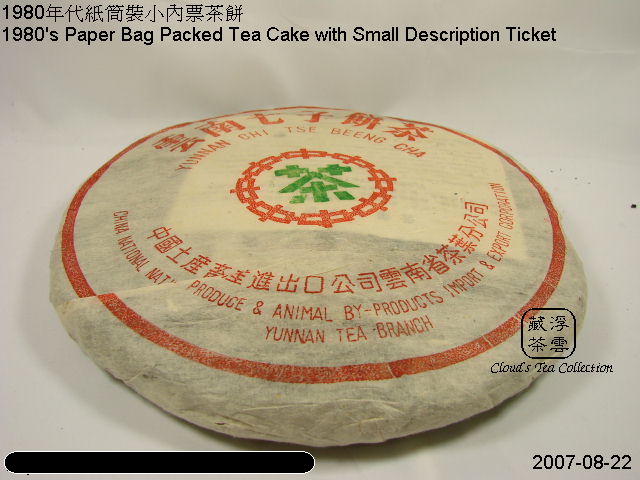 1980年代紙筒裝小內票茶餅
1980's Paper Bag Packed Tea Cake with Small Description Ticket
雲南七子餅茶
YUNNAN CHI TSE BEENG CHA
茶
中國土產畜產進出口公司雲南省茶葉分公司
CHINA NATIONAL NATIVE PRODUCE & ANIMAL BY-PRODUCTS IMPORT & EXPORT CORPORATION
YUNNAN TEA BRANCH
浮雲藏茶
Cloud's Tea Collection
2007-08-22